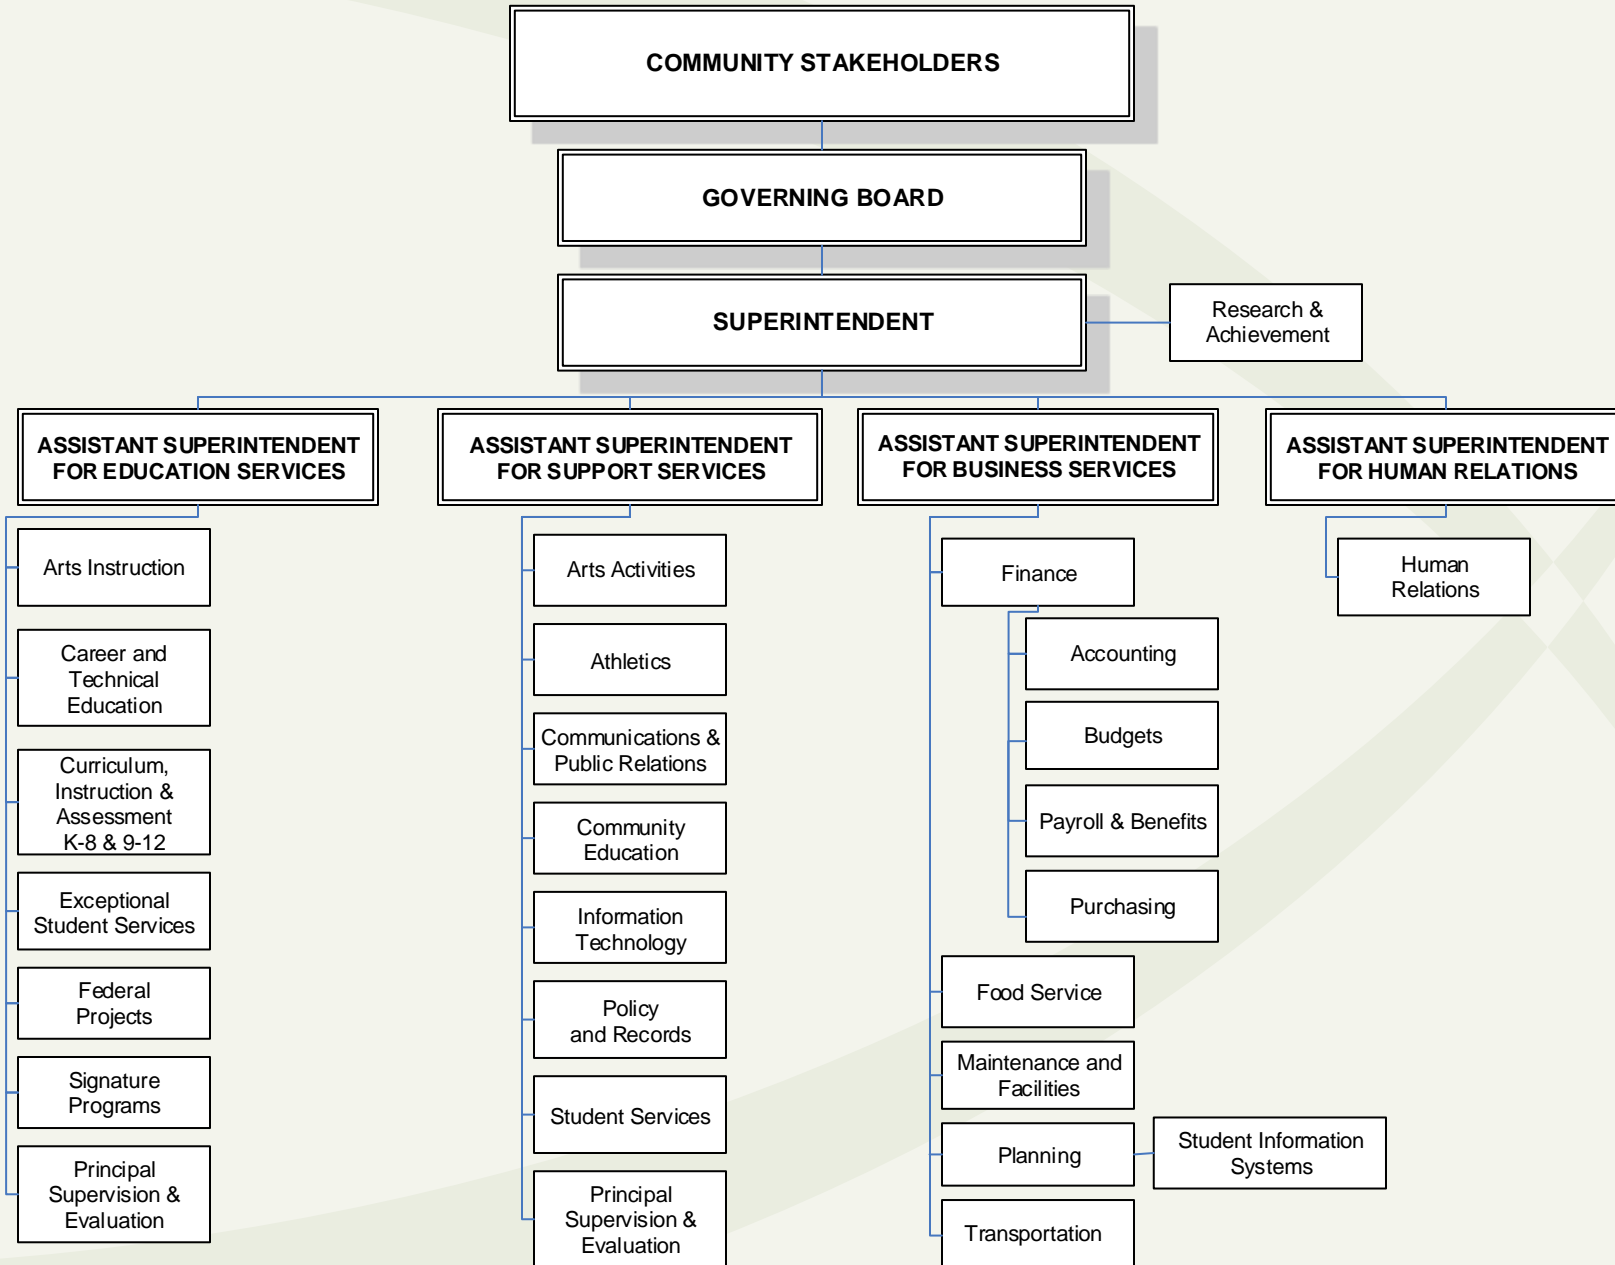 COMMUNITY STAKEHOLDERS
GOVERNING BOARD
SUPERINTENDENT
Research &
Achievement
ASSISTANT SUPERINTENDENT
FOR EDUCATION SERVICES
Arts Instruction
Career and
Technical
Education
Curriculum,
Instruction &
Assessment
K-8 & 9-12
Exceptional
Student Services
Federal
Projects
Signature
Programs
Principal
Supervision &
Evaluation
ASSISTANT SUPERINTENDENT
FOR SUPPORT SERVICES
Arts Activities
Athletics
Communications &
Public Relations
Community
Education
Information
Technology
Policy
and Records
Student Services
Principal
Supervision &
Evaluation
ASSISTANT SUPERINTENDENT
FOR BUSINESS SERVICES
Finance
Accounting
Budgets
Payroll & Benefits
Purchasing
Food Service
Maintenance and
Facilities
Planning
Student Information
Systems
Transportation
ASSISTANT SUPERINTENDENT
FOR HUMAN RELATIONS
Human
Relations